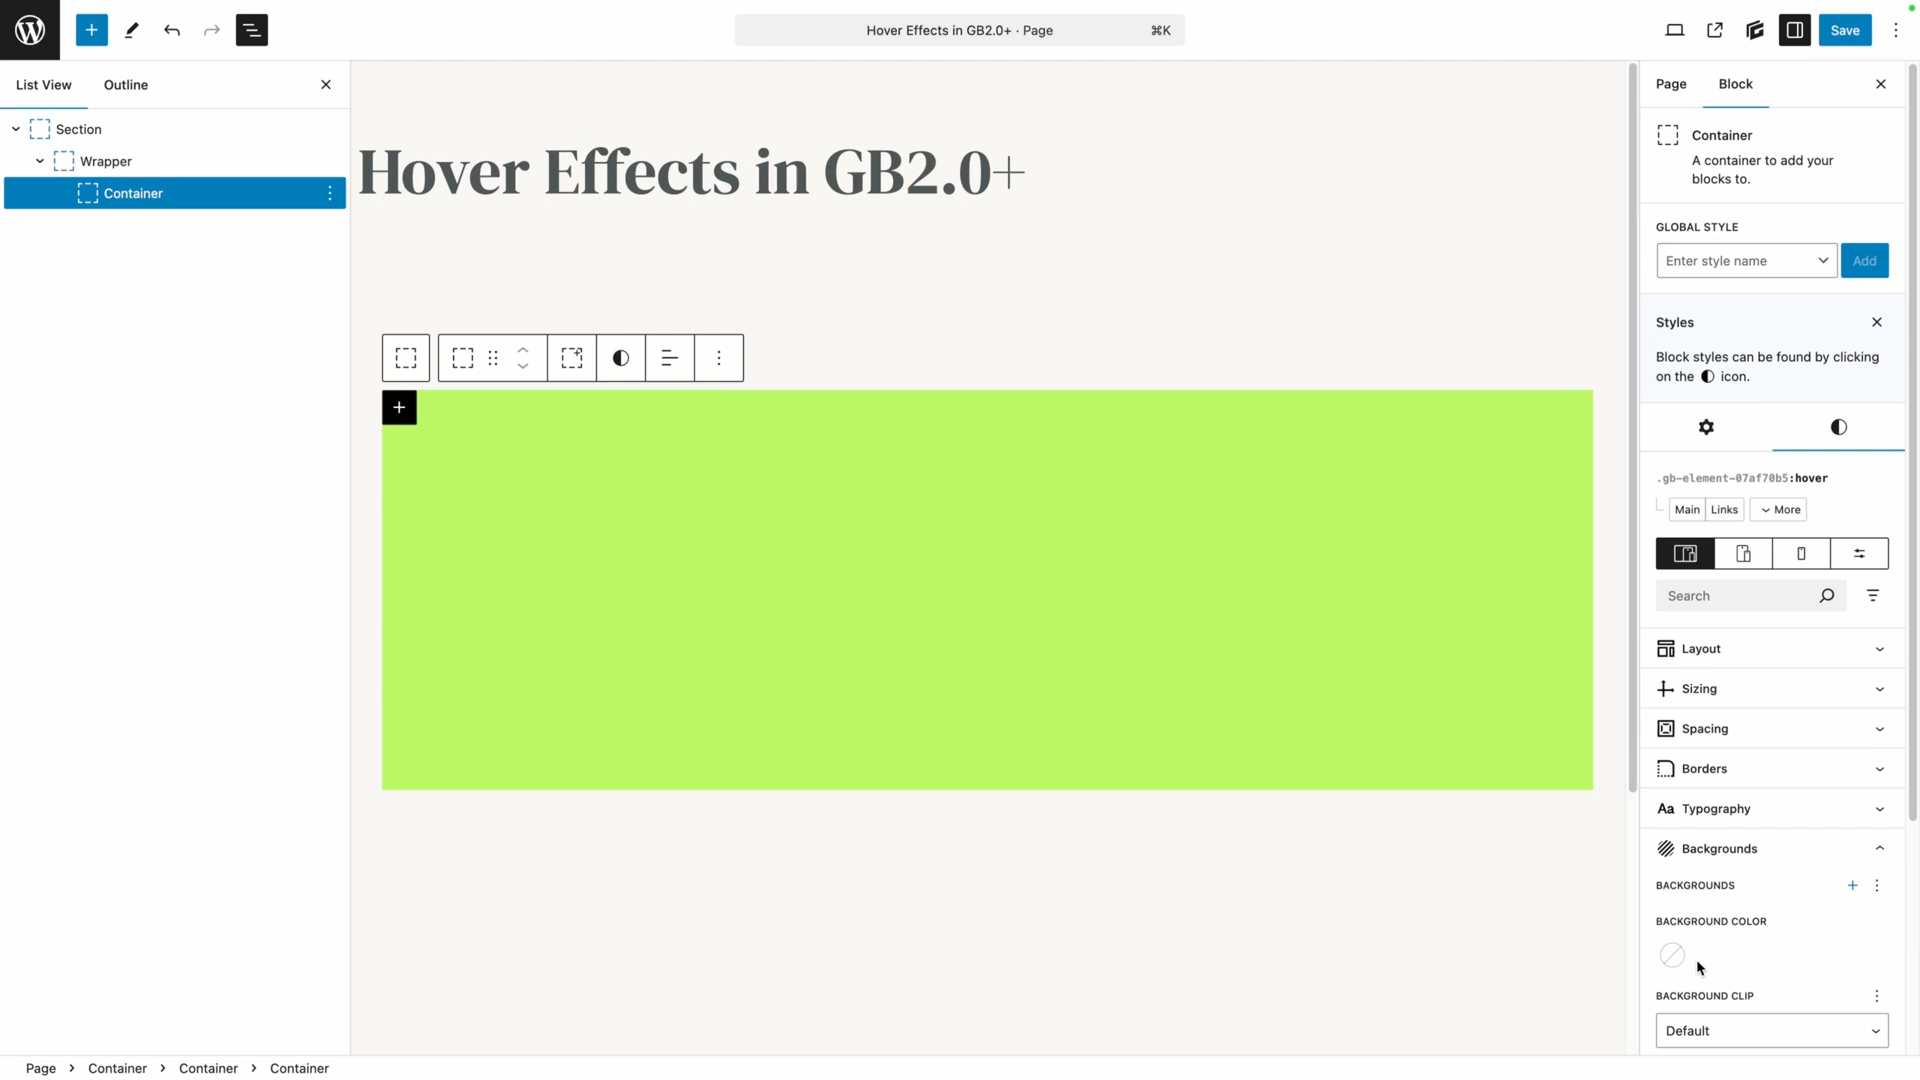 Hover Effects in GB2.0+ · Page
⌘K
Save
List View
Outline
Section
Wrapper
Container
Hover Effects in GB2.0+
Page
Block
Container
A container to add your
blocks to.
GLOBAL STYLE
Enter style name
Add
Styles
Block styles can be found by clicking
on the icon.
.gb-element-07af70b5:hover
Main
Links
More
Search
Layout
Sizing
Spacing
Borders
Aa Typography
Backgrounds
BACKGROUNDS
BACKGROUND COLOR
BACKGROUND CLIP
Default
Page > Container > Container > Container